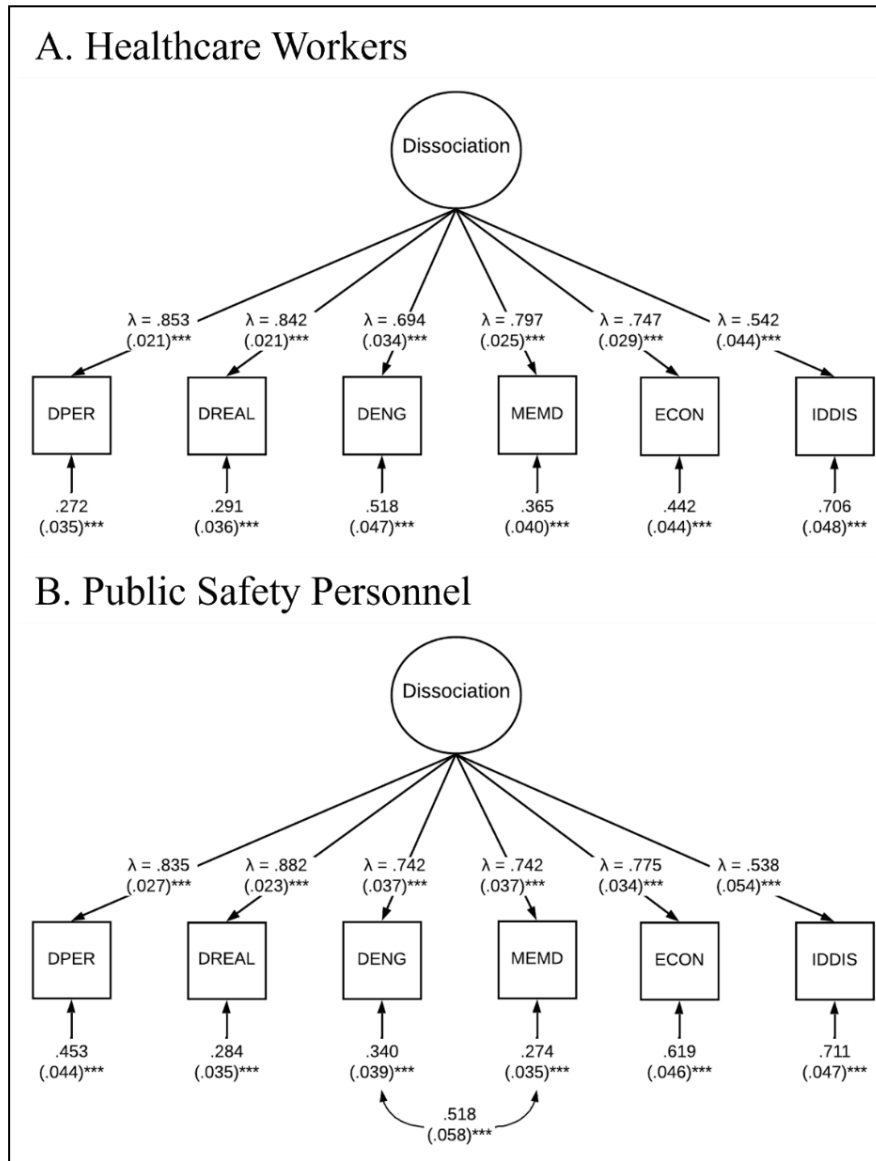 A. Healthcare Workers
Dissociation
λ = .853 λ = .842 λ = .694 λ = .797 λ = .747 λ = .542
(.021)*** (.021)*** (.034)*** (.025)*** (.029)*** (.044)***
DPER DREAL DENG MEMD ECON IDDIS
.272 .291 .518 .365 .442 .706
(.035)*** (.036)*** (.047)*** (.040)*** (.044)*** (.048)***
B. Public Safety Personnel
Dissociation
λ = .835 λ = .882 λ = .742 λ = .742 λ = .775 λ = .538
(.027)*** (.023)*** (.037)*** (.037)*** (.034)*** (.054)***
DPER DREAL DENG MEMD ECON IDDIS
.453 .284 .340 .274 .619 .711
(.044)*** (.035)*** (.039)*** (.035)*** (.046)*** (.047)***
.518
(.058)***